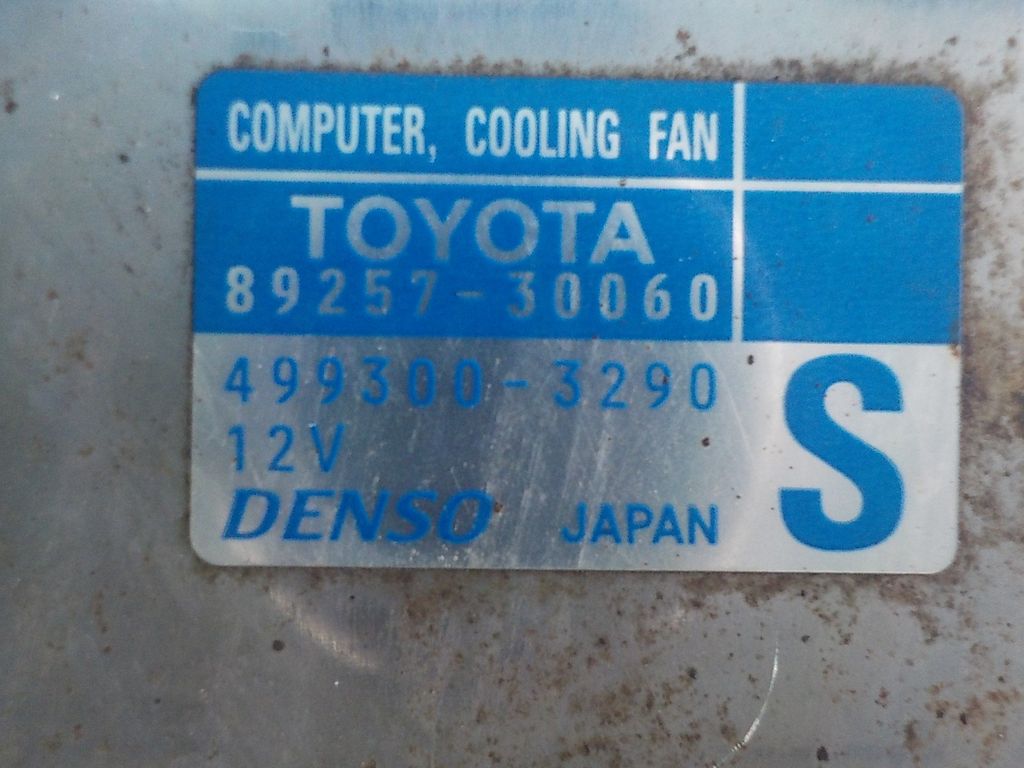 COMPUTER, COOLING FAN
TOYOTA
89257-30060
499300-3290
12V
DENSO JAPAN
S